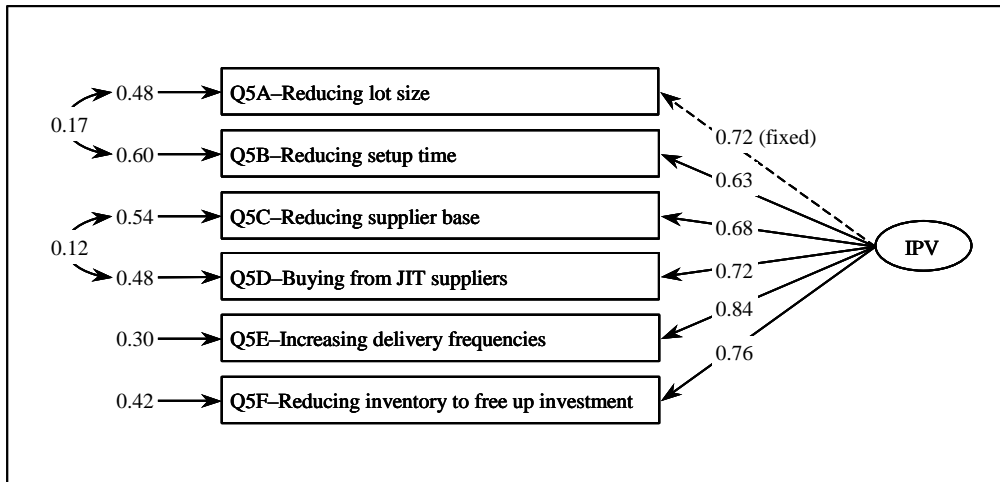 0.48
Q5A–Reducing lot size
0.17
0.72 (fixed)
0.60
Q5B–Reducing setup time
0.63
0.54
Q5C–Reducing supplier base
0.68
0.12
IPV
0.48
Q5D–Buying from JIT suppliers
0.72
0.84
0.30
Q5E–Increasing delivery frequencies
0.76
0.42
Q5F–Reducing inventory to free up investment